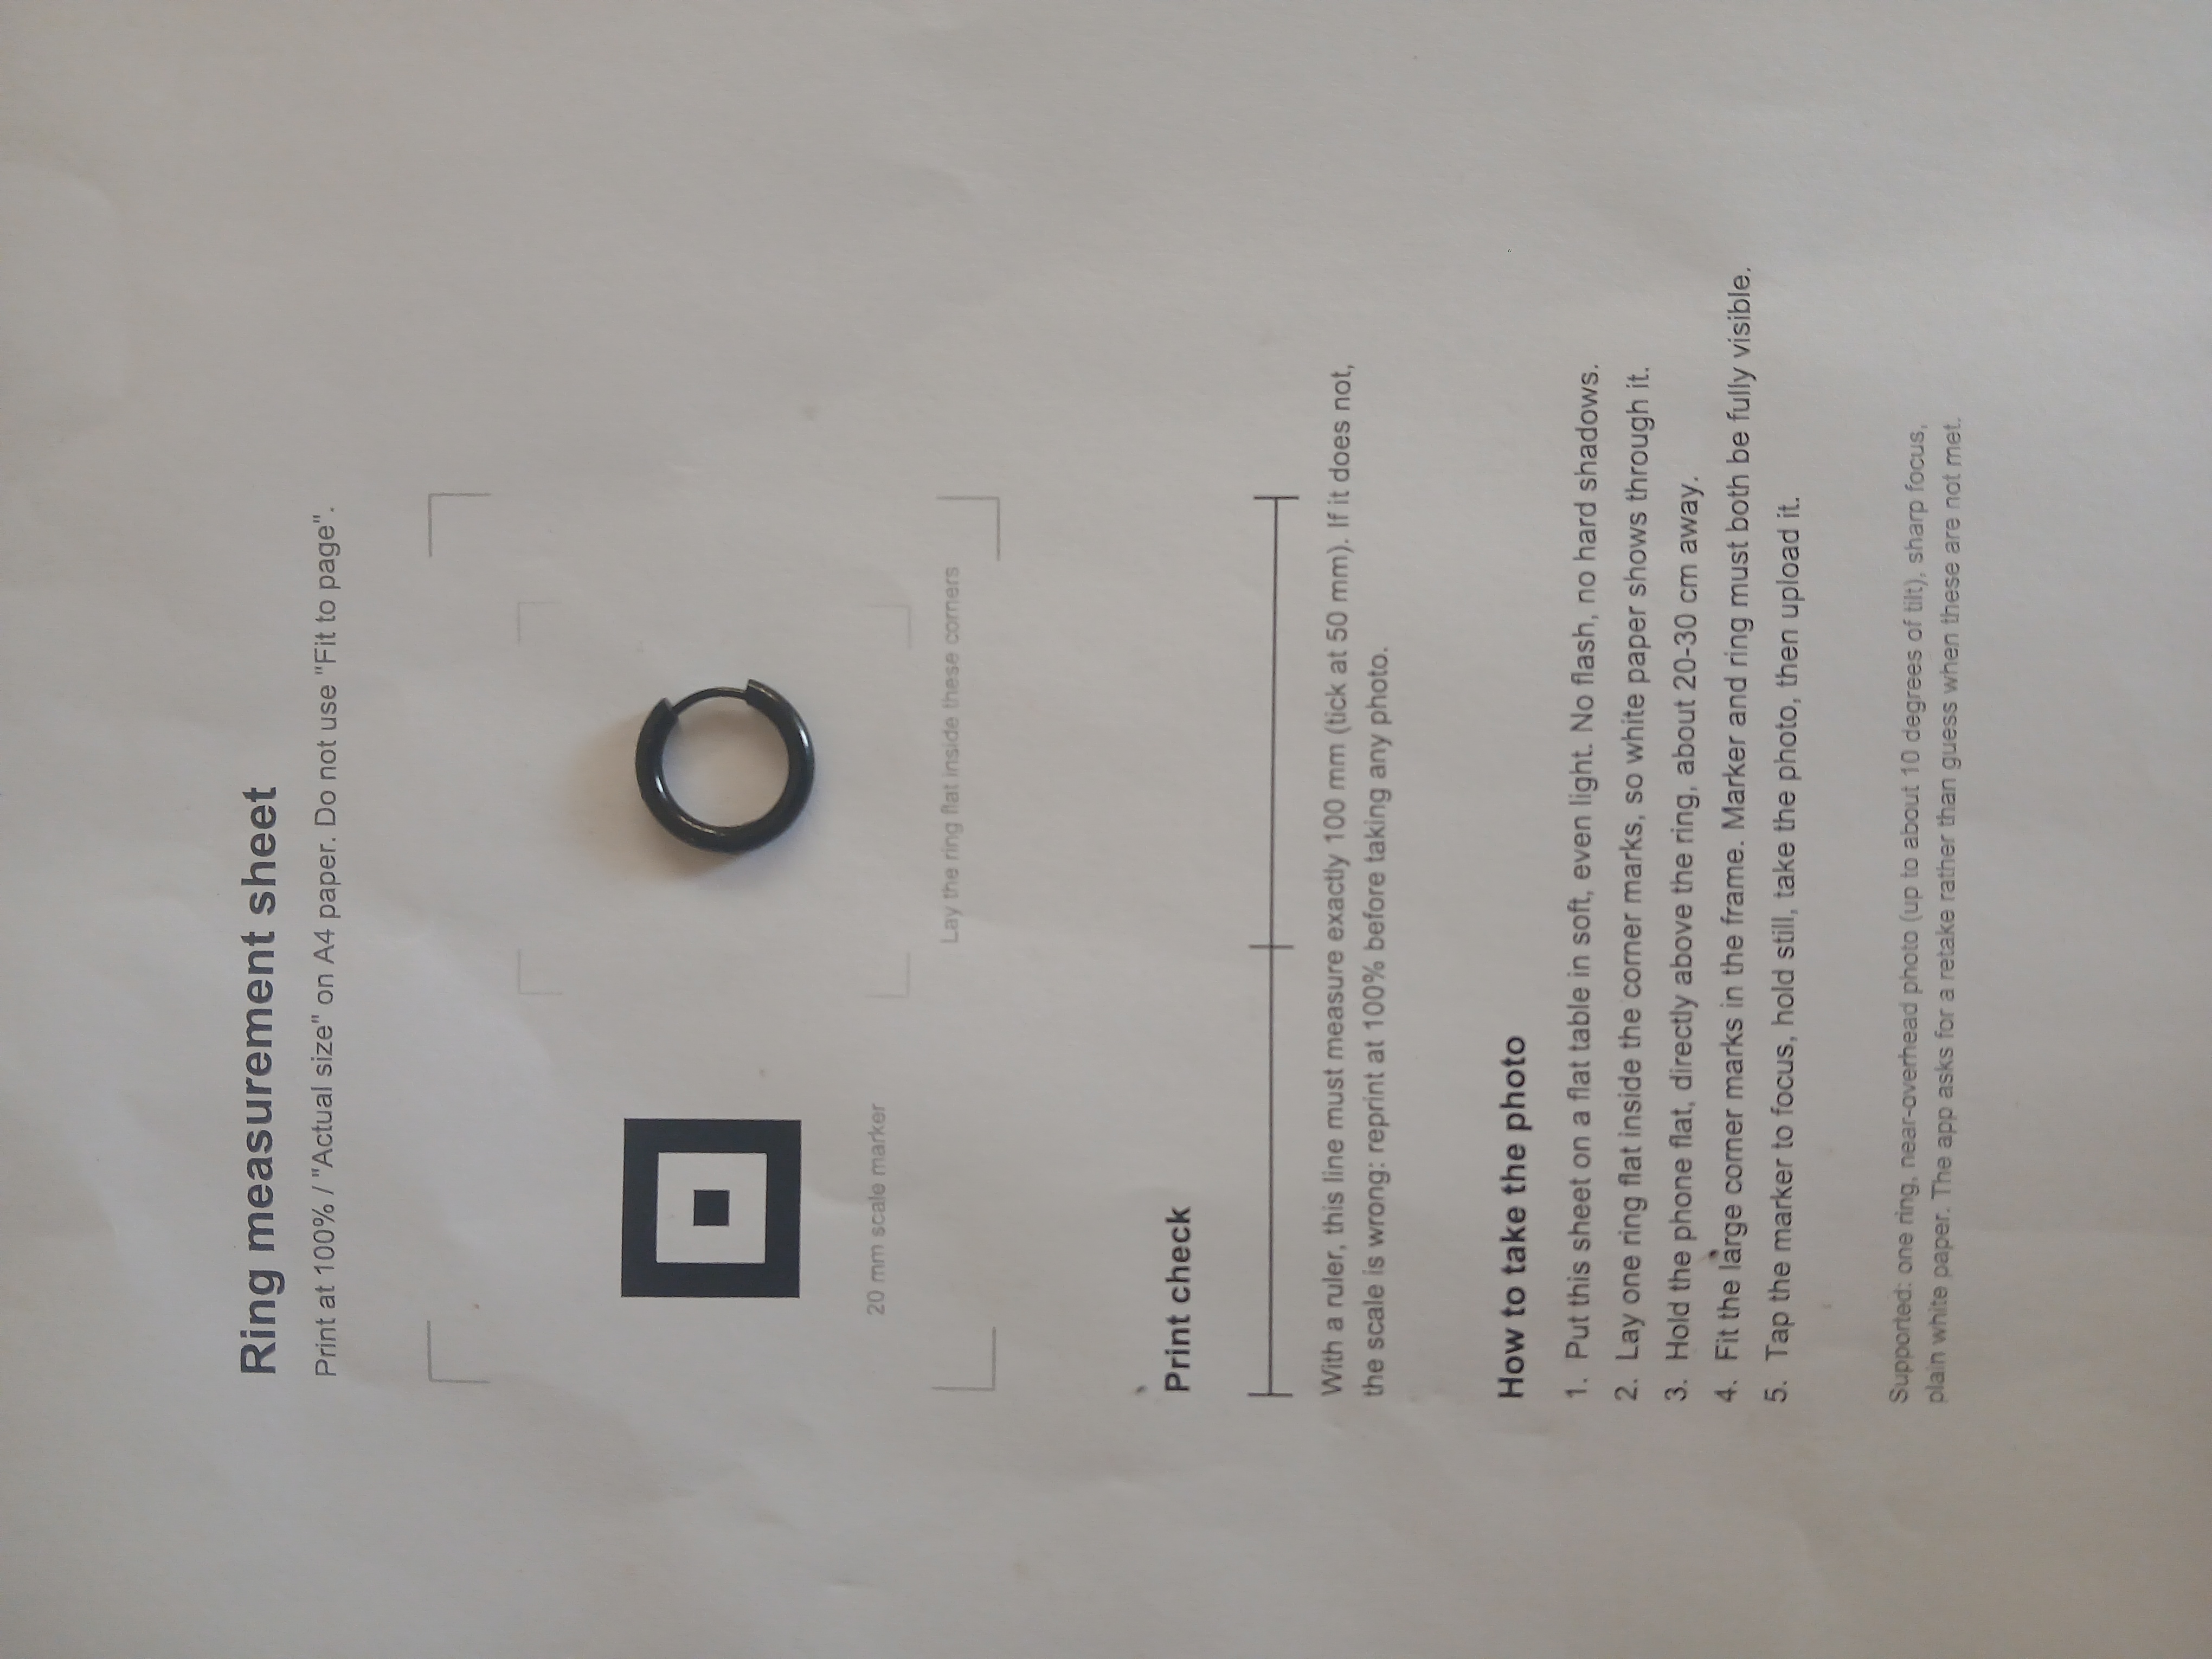 Ring measurement sheet
Print at 100% / "Actual size" on A4 paper. Do not use "Fit to page".
20 mm scale marker
Lay the ring flat inside these corners
Print check
With a ruler, this line must measure exactly 100 mm (tick at 50 mm). If it does not,
the scale is wrong: reprint at 100% before taking any photo.
How to take the photo
1. Put this sheet on a flat table in soft, even light. No flash, no hard shadows.
2. Lay one ring flat inside the corner marks, so white paper shows through it.
3. Hold the phone flat, directly above the ring, about 20-30 cm away.
4. Fit the large corner marks in the frame. Marker and ring must both be fully visible.
5. Tap the marker to focus, hold still, take the photo, then upload it.
Supported: one ring, near-overhead photo (up to about 10 degrees of tilt), sharp focus,
plain white paper. The app asks for a retake rather than guess when these are not met.